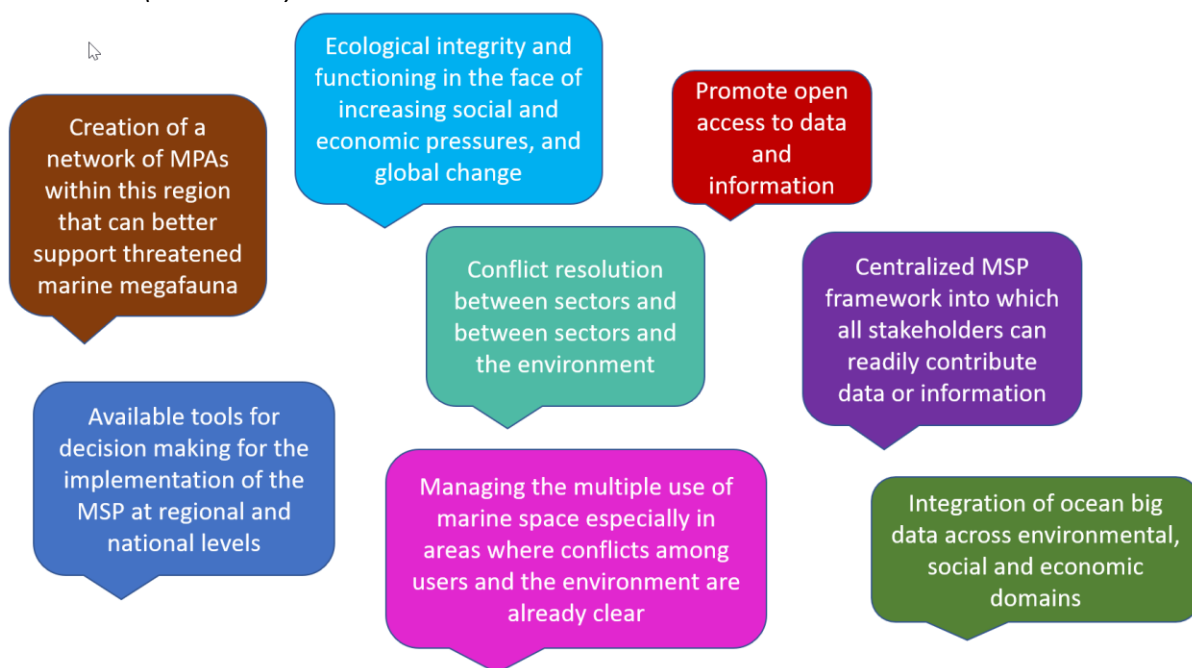 Ecological integrity and
functioning in the face of
increasing social and
economic pressures, and
global change
Promote open
access to data
and
information
Creation of a
network of MPAs
within this region
that can better
support threatened
marine megafauna
Conflict resolution
between sectors and
between sectors and
the environment
Centralized MSP
framework into which
all stakeholders can
readily contribute
data or information
Available tools for
decision making for the
implementation of the
MSP at regional and
national levels
Managing the multiple use of
marine space especially in
areas where conflicts among
users and the environment are
already clear
Integration of ocean big
data across environmental,
social and economic
domains